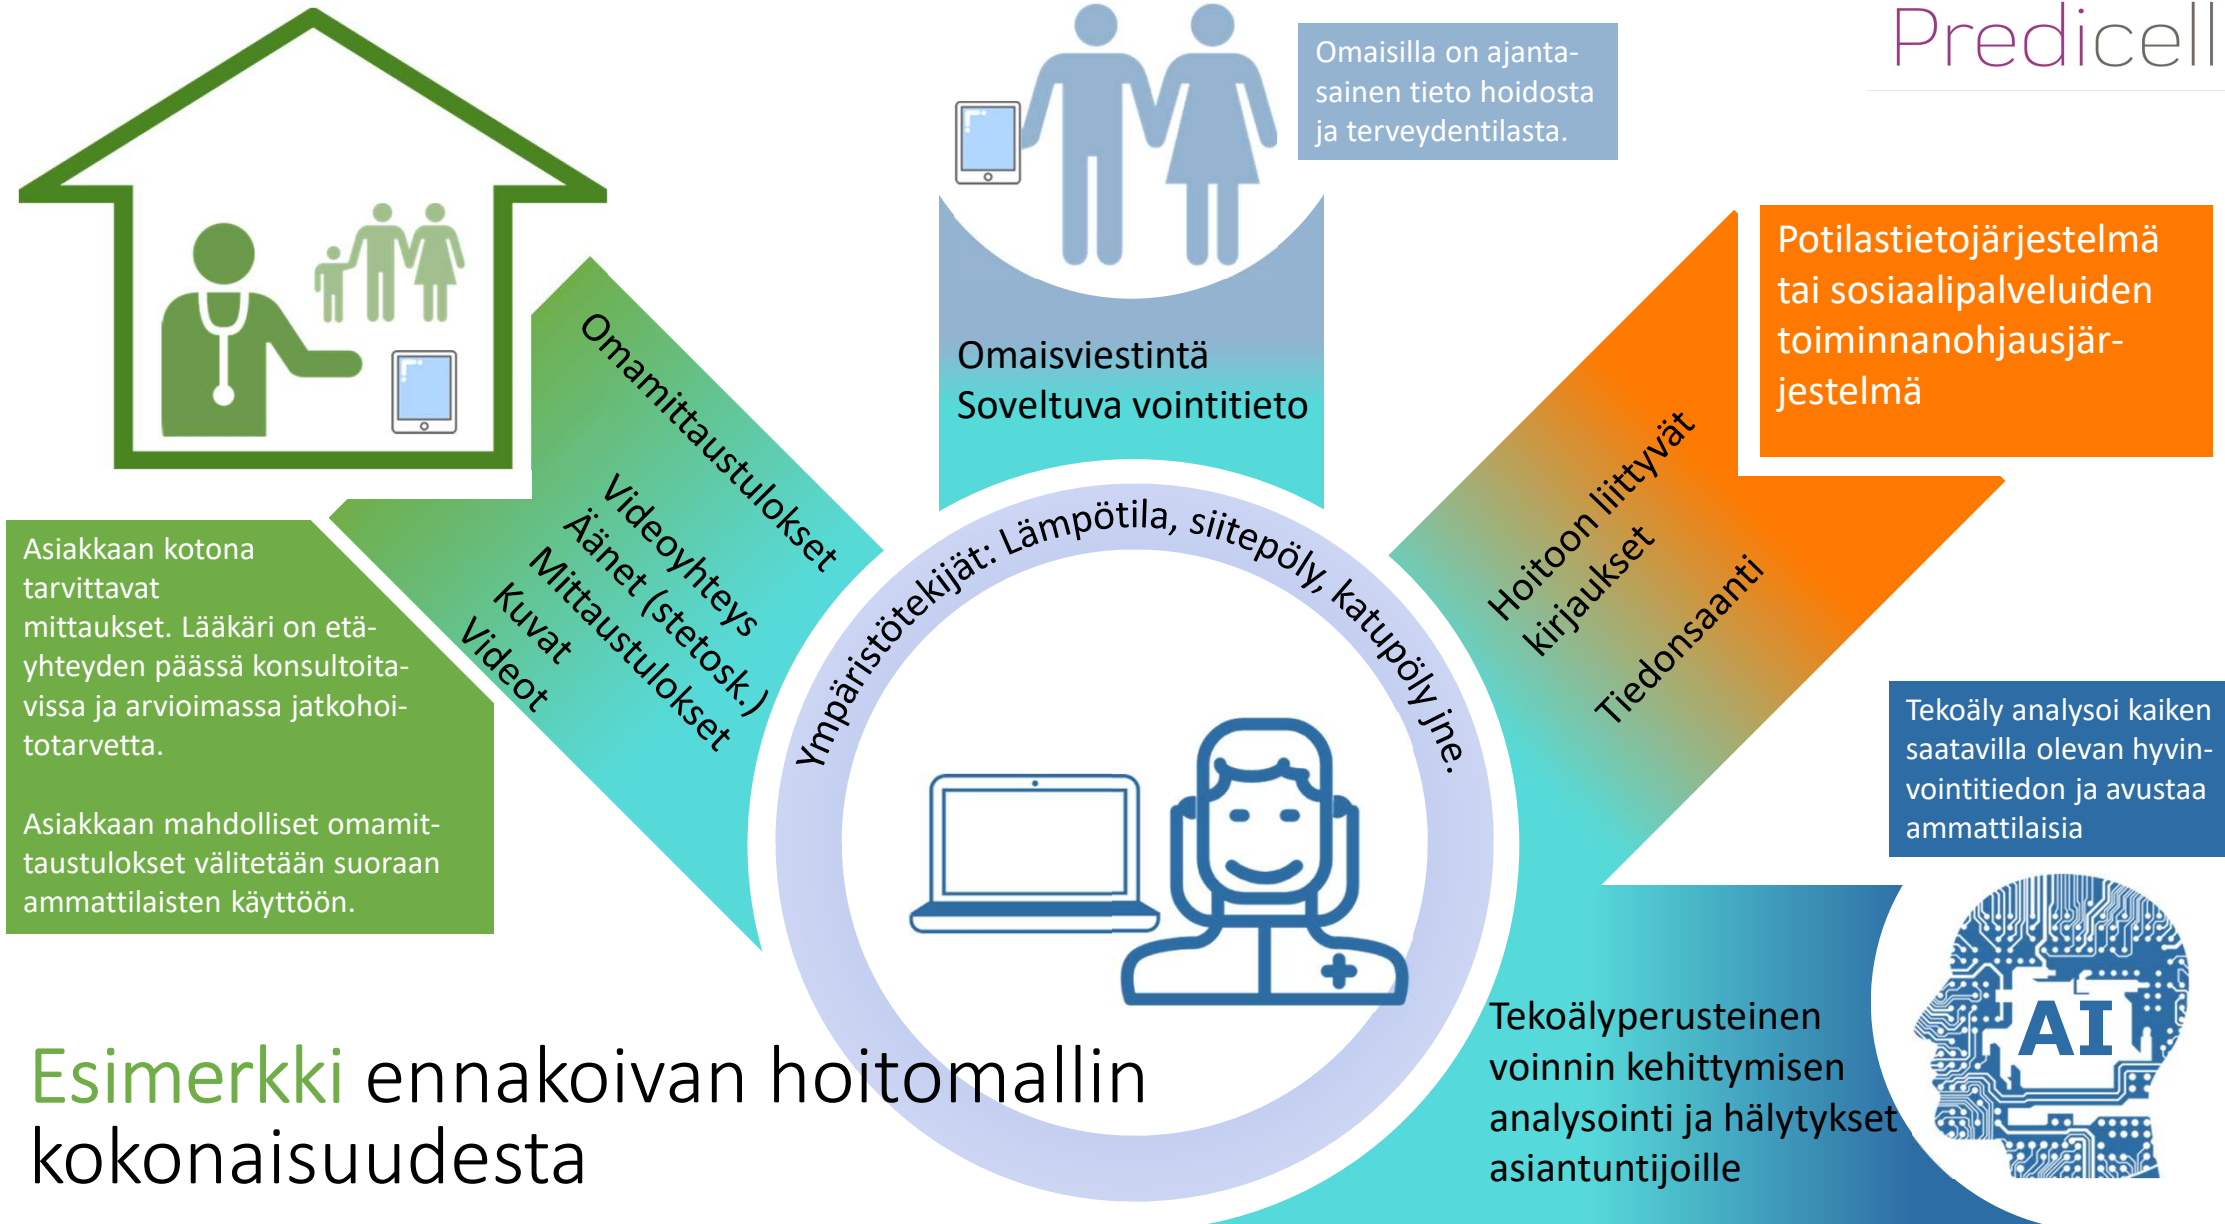 Predicell
Omaisilla on ajanta-
sainen tieto hoidosta
ja terveydentilasta.
Potilastietojärjestelmä
tai sosiaalipalveluiden
toiminnanohjausjär-
jestelmä
Omaisviestintä
Soveltuva vointitieto
Omamittaustulokset
Videoyhteys
Äänet (stetosk.)
Mittaustulokset
Kuvat
Videot
Hoitoon liittyvät
kirjaukset
Tiedonsaanti
Ympäristötekijät: Lämpötila, siitepöly, katupöly jne.
Asiakkaan kotona
tarvittavat
mittaukset. Lääkäri on etä-
yhteyden päässä konsultoita-
vissa ja arvioimassa jatkohoi-
totarvetta.
Asiakkaan mahdolliset omamit-
taustulokset välitetään suoraan
ammattilaisten käyttöön.
Tekoäly analysoi kaiken
saatavilla olevan hyvin-
vointitiedon ja avustaa
ammattilaisia
AI
Tekoälyperusteinen
voinnin kehittymisen
analysointi ja hälytykset
asiantuntijoille
Esimerkki ennakoivan hoitomallin
kokonaisuudesta